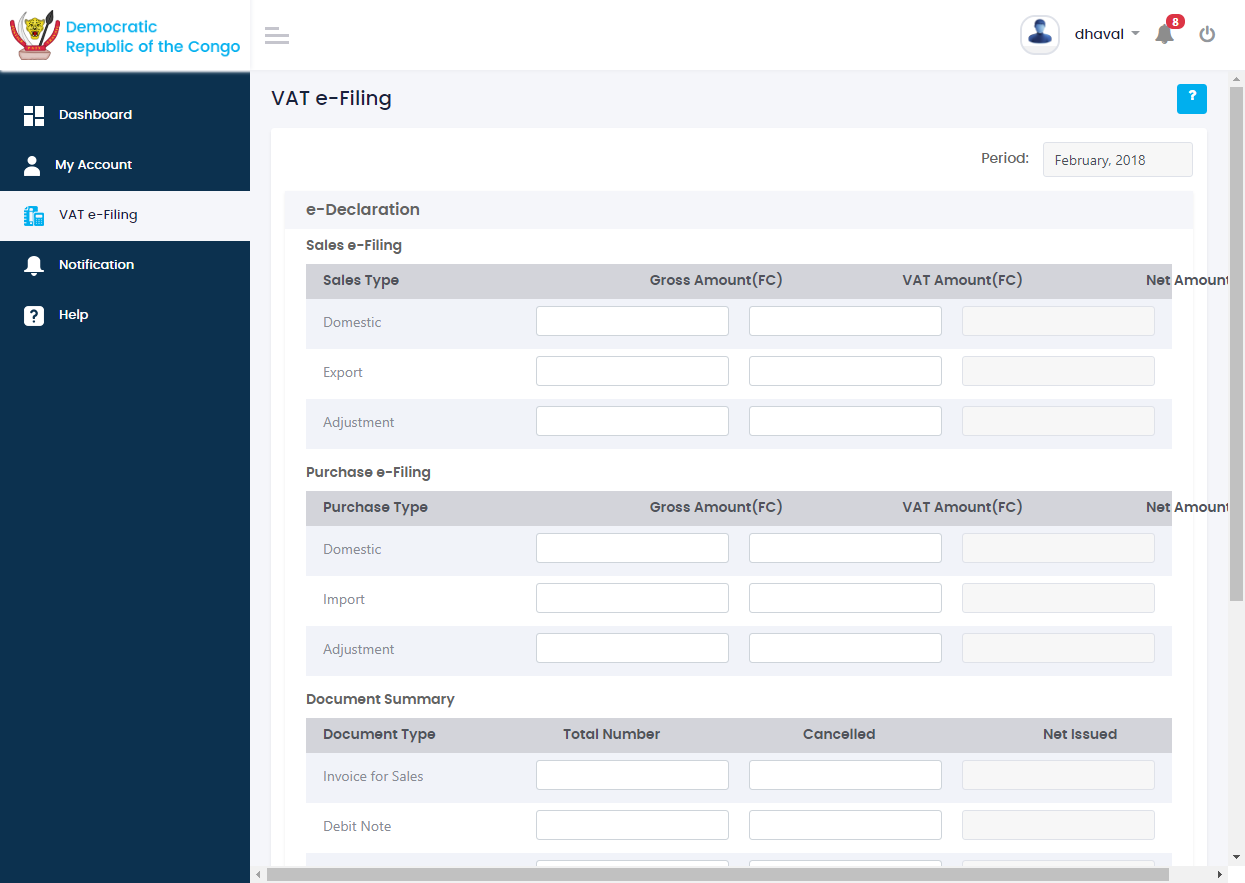 Democratic
Republic of the Congo
dhaval
8
Dashboard
My Account
VAT e-Filing
Notification
? Help
VAT e-Filing
?
Period: February, 2018
e-Declaration
Sales e-Filing
Sales Type Gross Amount(FC) VAT Amount(FC) Net Amount
Domestic
Export
Adjustment
Purchase e-Filing
Purchase Type Gross Amount(FC) VAT Amount(FC) Net Amount
Domestic
Import
Adjustment
Document Summary
Document Type Total Number Cancelled Net Issued
Invoice for Sales
Debit Note